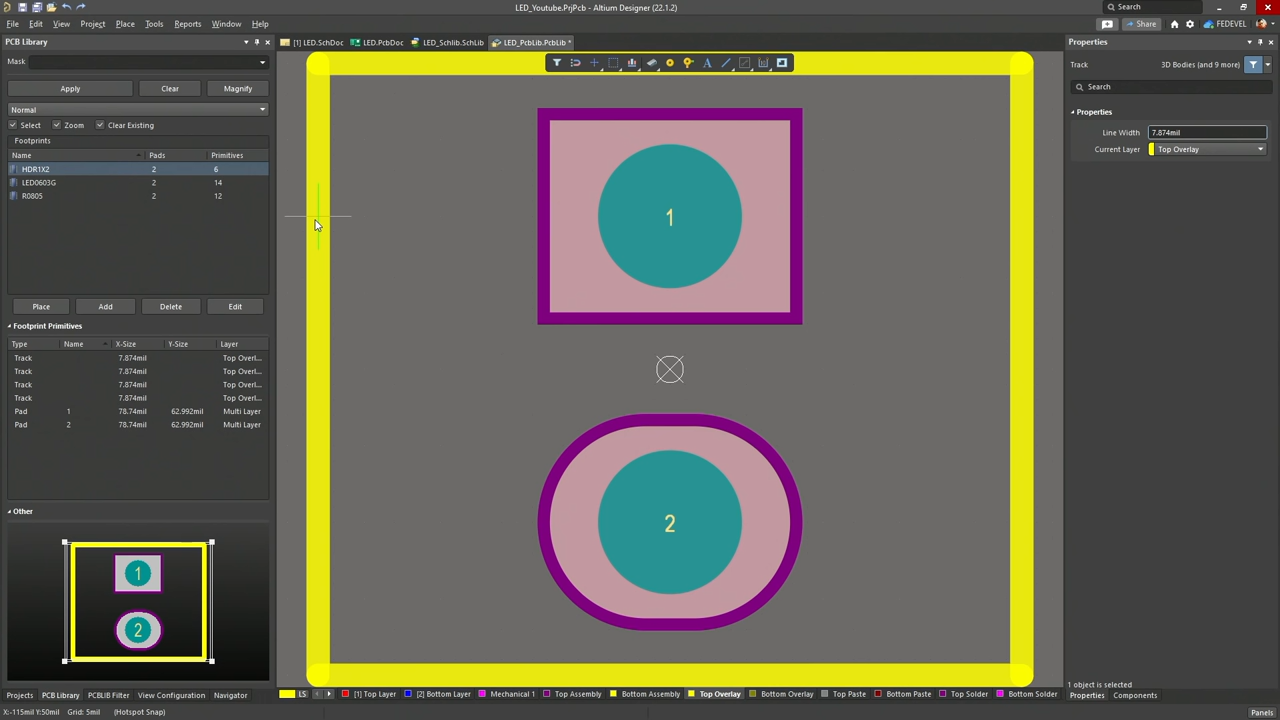 LED_Youtube.PrjPcb - Altium Designer (22.1.2)
Search
File Edit View Project Place Tools Reports Window Help
Share
FEDEVEL
PCB Library
[1] LED.SchDoc LED.PcbDoc LED_Schlib.SchLib LED_PcbLib.PcbLib *
Properties
Mask
Track
3D Bodies (and 9 more)
Search
Apply Clear Magnify
Normal
Select Zoom Clear Existing
Footprints
Name Pads Primitives
HDR1X2 2 6
LED0603G 2 14
R0805 2 12
Properties
Line Width 7.874mil
Current Layer Top Overlay
1
Place Add Delete Edit
Footprint Primitives
Type Name X-Size Y-Size Layer
Track 7.874mil Top Overl...
Track 7.874mil Top Overl...
Track 7.874mil Top Overl...
Track 7.874mil Top Overl...
Pad 1 78.74mil 62.992mil Multi Layer
Pad 2 78.74mil 62.992mil Multi Layer
2
Other
1
2
1 object is selected
LS [1] Top Layer [2] Bottom Layer Mechanical 1 Top Assembly Bottom Assembly Top Overlay Bottom Overlay Top Paste Bottom Paste Top Solder Bottom Solder
Projects PCB Library PCBLIB Filter View Configuration Navigator
Properties Components
X:-115mil Y:50mil Grid: 5mil (Hotspot Snap)
Panels